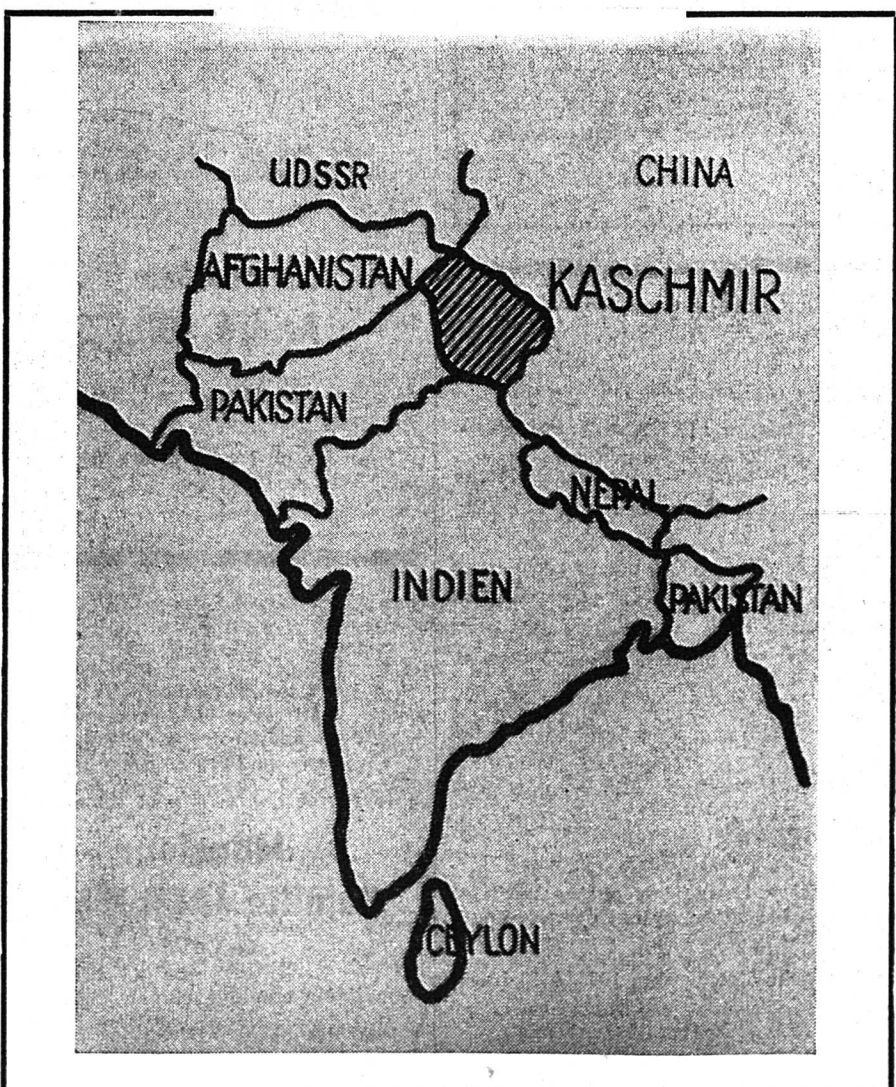 UDSSR
CHINA
AFGHANISTAN
KASCHMIR
PAKISTAN
NEPAL
INDIEN
PAKISTAN
CEYLON